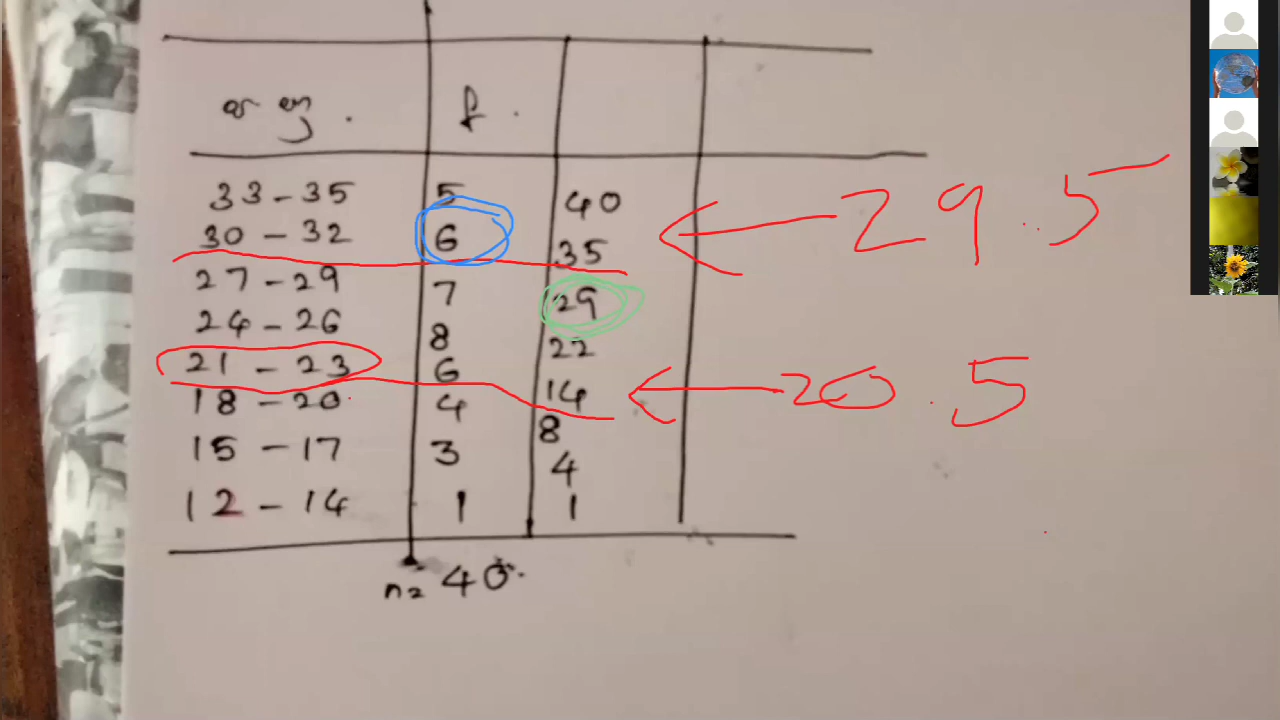 f.
33-35 5 40
30-32 6 35
27-29 7 29
24-26 8 22
21-23 6 14
18-20 4 8
15-17 3 4
12-14 1 1
n=40
29.5
20.5